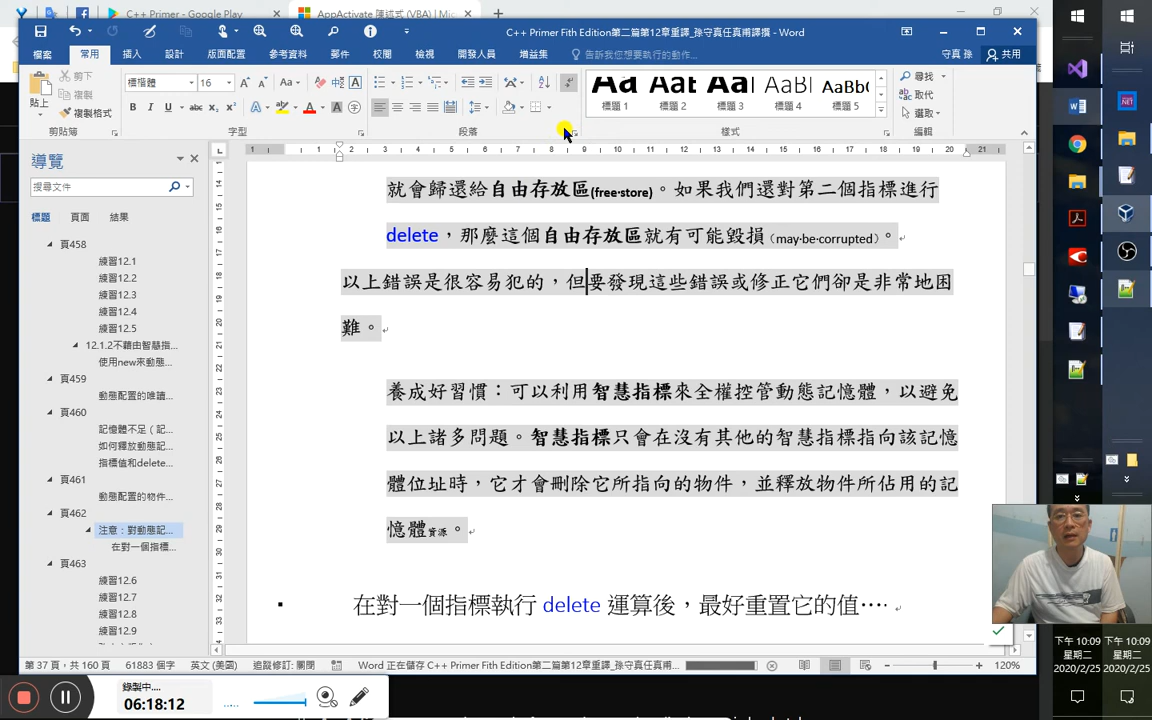 C++ Primer - Google Play
AppActivate 陳述式 (VBA) | Mic
C++ Primer Fith Edition第二篇第12章重譯_孫守真任真甫譯撰 - Word
檔案 常用 插入 設計 版面配置 參考資料 郵件 校閱 檢視 開發人員 增益集 告訴我您想要執行的動作... 守真 孫 共用
貼上 剪下 複製 複製格式
標楷體 16
標題 1 標題 2 標題 3 標題 4 標題 5
尋找 取代 選取
剪貼簿 字型 段落 樣式 編輯
導覽
搜尋文件
標題 頁面 結果
頁458
練習12.1
練習12.2
練習12.3
練習12.4
練習12.5
12.1.2不藉由智慧指...
使用new來動態...
頁459
動態配置的唯讀...
頁460
記憶體不足（記...
如何釋放動態記...
指標值和delete...
頁461
動態配置的物件...
頁462
注意：對動態記...
在對一個指標...
頁463
練習12.6
練習12.7
練習12.8
練習12.9
就會歸還給自由存放區(free·store)。如果我們還對第二個指標進行
delete，那麼這個自由存放區就有可能毀損（may·be·corrupted）。
以上錯誤是很容易犯的，但要發現這些錯誤或修正它們卻是非常地困
難。
養成好習慣：可以利用智慧指標來全權控管動態記憶體，以避免
以上諸多問題。智慧指標只會在沒有其他的智慧指標指向該記憶
體位址時，它才會刪除它所指向的物件，並釋放物件所佔用的記
憶體資源。
在對一個指標執行 delete 運算後，最好重置它的值····
第 37 頁，共 160 頁 61883 個字 英文 (美國) 追蹤修訂: 關閉 Word 正在儲存 C++ Primer Fith Edition第二篇第12章重譯_孫守真任真甫... 120%
錄製中...
06:18:12
下午 10:09
星期二
2020/2/25
下午 10:09
星期二
2020/2/25